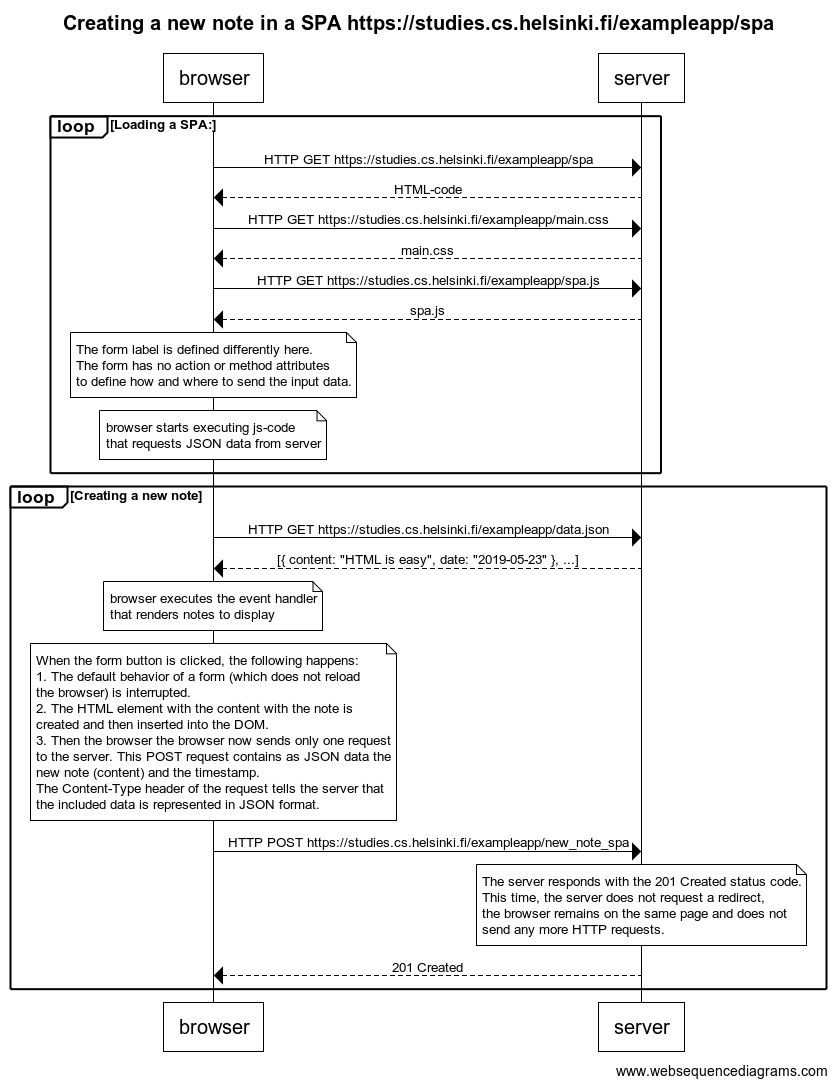 Creating a new note in a SPA https://studies.cs.helsinki.fi/exampleapp/spa
browser
server
loop
[Loading a SPA:]
HTTP GET https://studies.cs.helsinki.fi/exampleapp/spa
HTML-code
HTTP GET https://studies.cs.helsinki.fi/exampleapp/main.css
main.css
HTTP GET https://studies.cs.helsinki.fi/exampleapp/spa.js
spa.js
The form label is defined differently here.
The form has no action or method attributes
to define how and where to send the input data.
browser starts executing js-code
that requests JSON data from server
loop
[Creating a new note]
HTTP GET https://studies.cs.helsinki.fi/exampleapp/data.json
[{ content: "HTML is easy", date: "2019-05-23" }, ...]
browser executes the event handler
that renders notes to display
When the form button is clicked, the following happens:
1. The default behavior of a form (which does not reload
the browser) is interrupted.
2. The HTML element with the content with the note is
created and then inserted into the DOM.
3. Then the browser the browser now sends only one request
to the server. This POST request contains as JSON data the
new note (content) and the timestamp.
The Content-Type header of the request tells the server that
the included data is represented in JSON format.
HTTP POST https://studies.cs.helsinki.fi/exampleapp/new_note_spa
The server responds with the 201 Created status code.
This time, the server does not request a redirect,
the browser remains on the same page and does not
send any more HTTP requests.
201 Created
browser
server
www.websequencediagrams.com